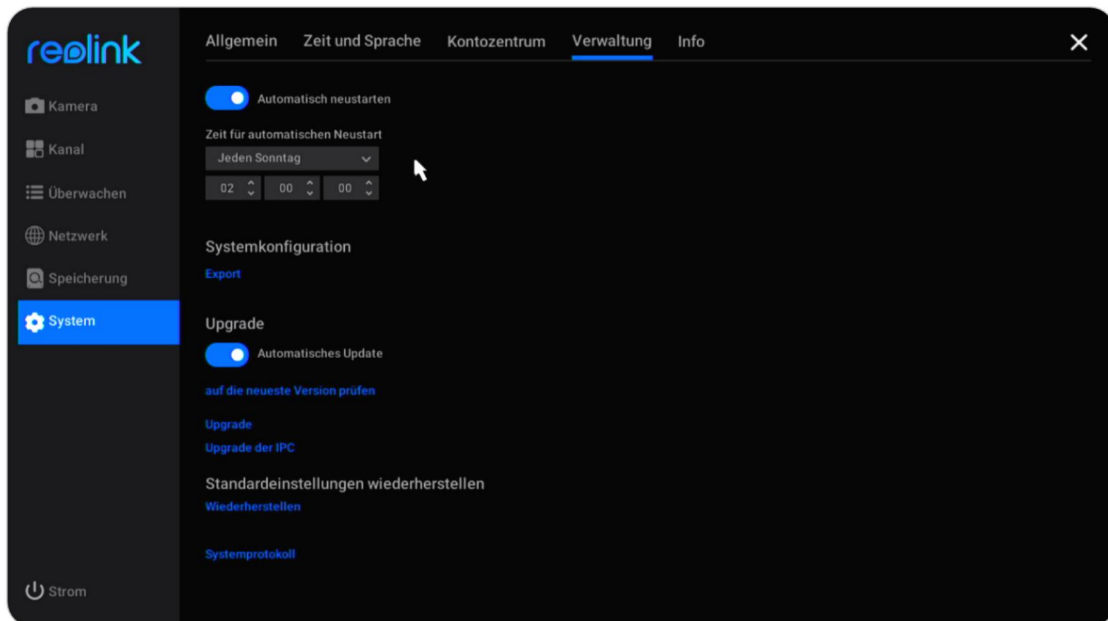 reolink
Allgemein Zeit und Sprache Kontozentrum Verwaltung Info
Kamera
Kanal
Überwachen
Netzwerk
Speicherung
System
Strom
Automatisch neustarten
Zeit für automatischen Neustart
Jeden Sonntag
02 00 00
Systemkonfiguration
Export
Upgrade
Automatisches Update
auf die neueste Version prüfen
Upgrade
Upgrade der IPC
Standardeinstellungen wiederherstellen
Wiederherstellen
Systemprotokoll